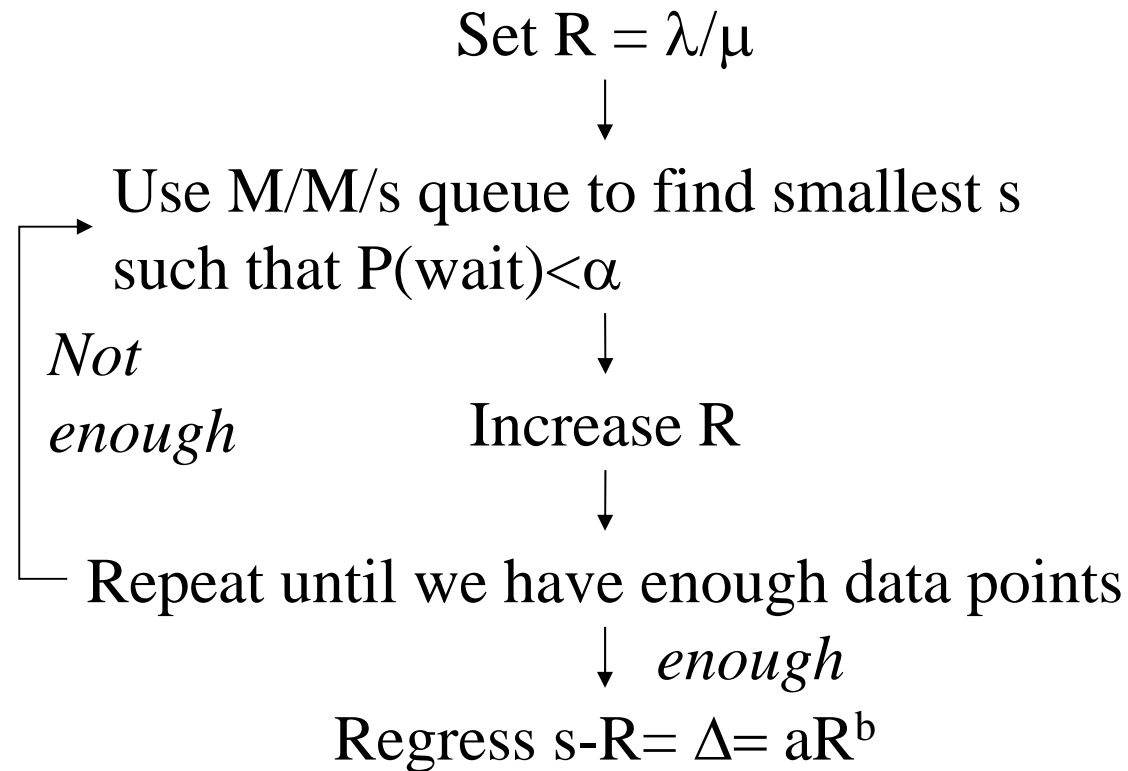 Set R = λ/μ
Use M/M/s queue to find smallest s
such that P(wait)<α
Not
enough
Increase R
Repeat until we have enough data points
enough
Regress s-R= Δ= aRᵇ